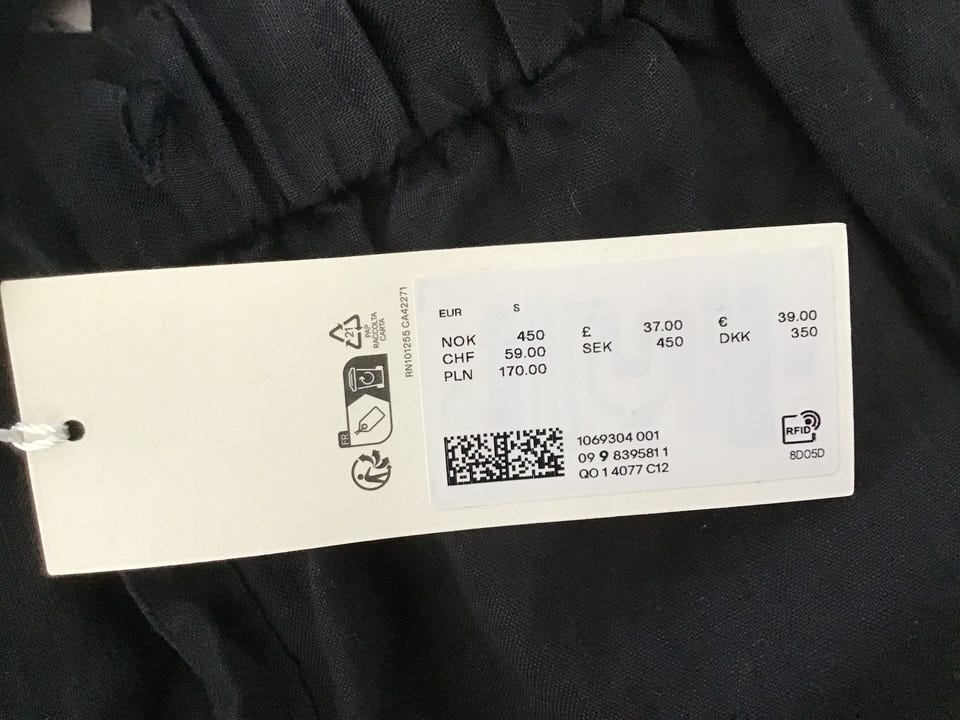 21
PAP
RACCOLTA
CARTA
FR
RN101255 CA42271
EUR S
NOK 450 £ 37.00 € 39.00
CHF 59.00 SEK 450 DKK 350
PLN 170.00
1069304 001
09 9 839581 1
QO 1 4077 C12
RFID
8D05D